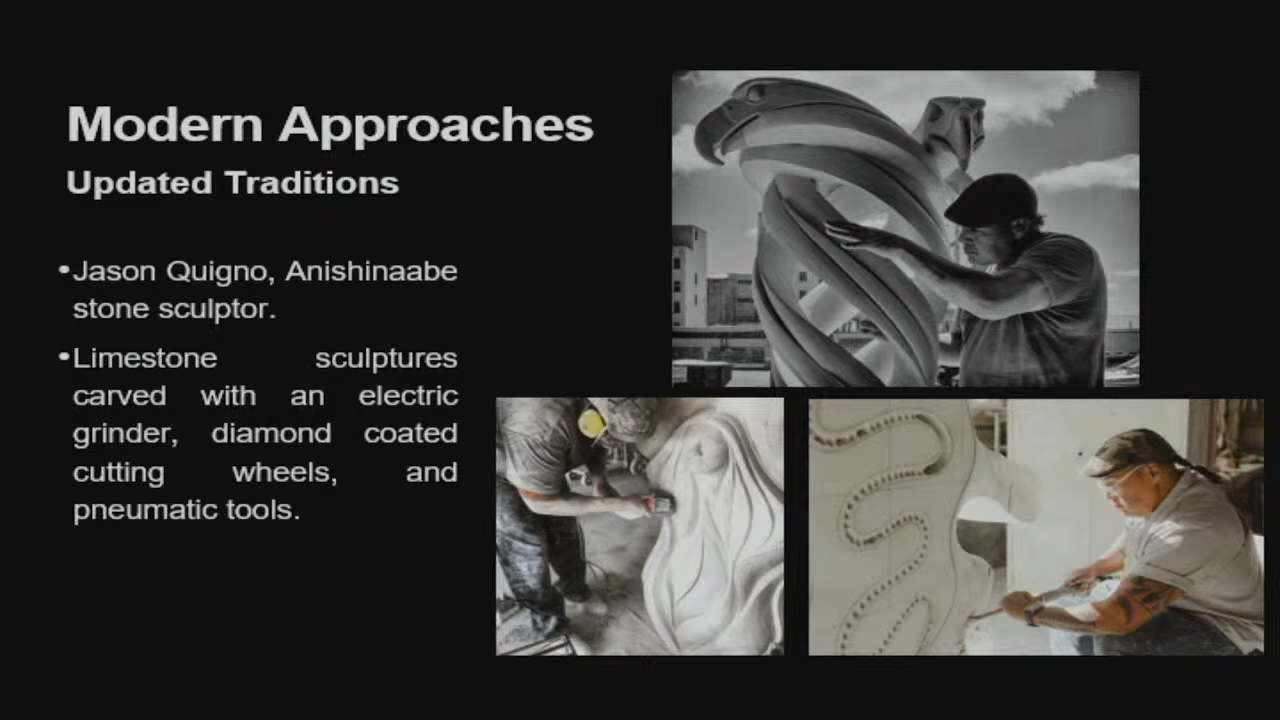 Modern Approaches
Updated Traditions
•Jason Quigno, Anishinaabe
stone sculptor.
•Limestone sculptures
carved with an electric
grinder, diamond coated
cutting wheels, and
pneumatic tools.